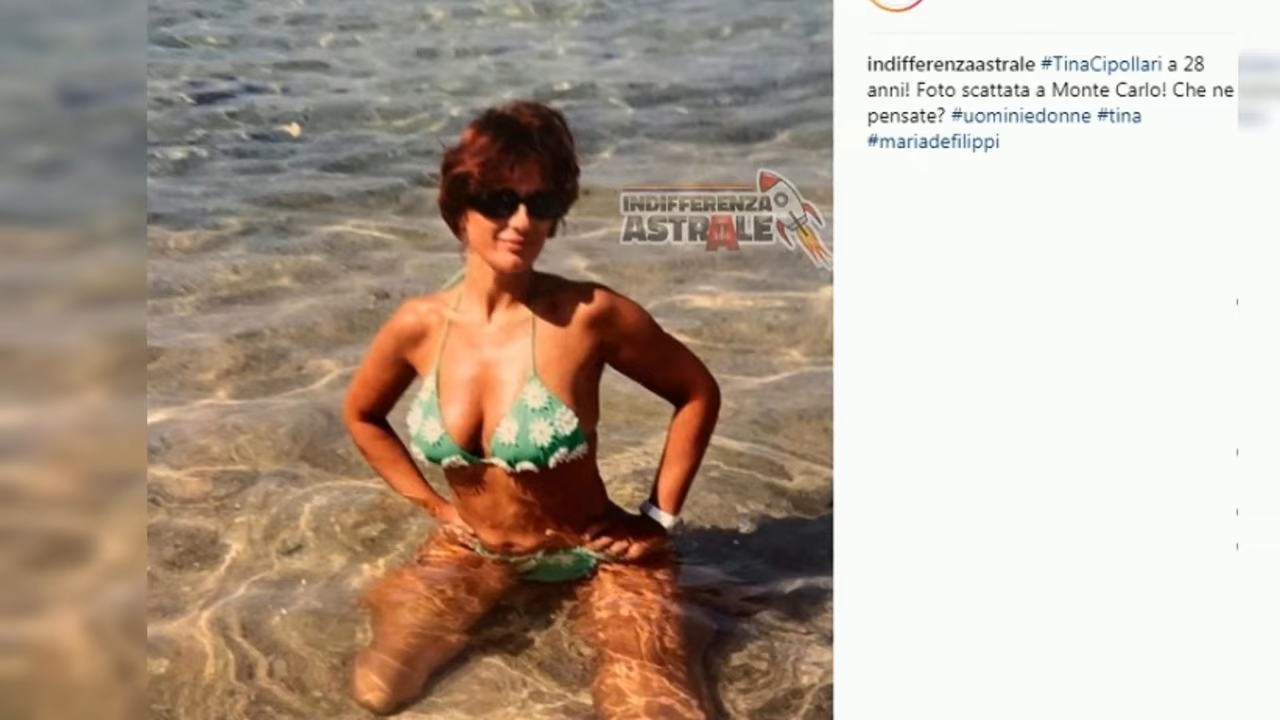 INDIFFERENZA
ASTRALE
indifferenzaastrale #TinaCipollari a 28
anni! Foto scattata a Monte Carlo! Che ne
pensate? #uominiedonne #tina
#mariadefilippi